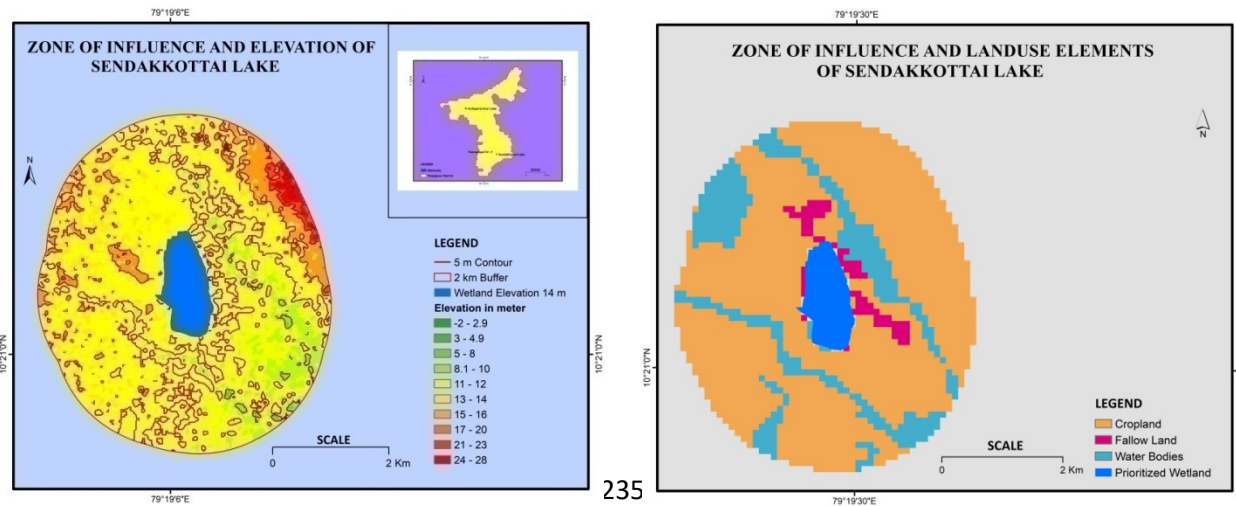 79°19'6"E
ZONE OF INFLUENCE AND ELEVATION OF
SENDAKKOTTAI LAKE
N
10°21'0"N
10°21'0"N
SCALE
LEGEND
5 m Contour
2 km Buffer
Wetland Elevation 14 m
Elevation in meter
-2 - 2.9
3 - 4.9
5 - 8
8.1 - 10
11 - 12
13 - 14
15 - 16
17 - 20
21 - 23
24 - 28
SCALE
0 2 Km
79°19'6"E
235
79°19'30"E
ZONE OF INFLUENCE AND LANDUSE ELEMENTS
OF SENDAKKOTTAI LAKE
N
10°21'0"N
10°21'0"N
LEGEND
Cropland
Fallow Land
Water Bodies
Prioritized Wetland
SCALE
0 2 Km
79°19'30"E